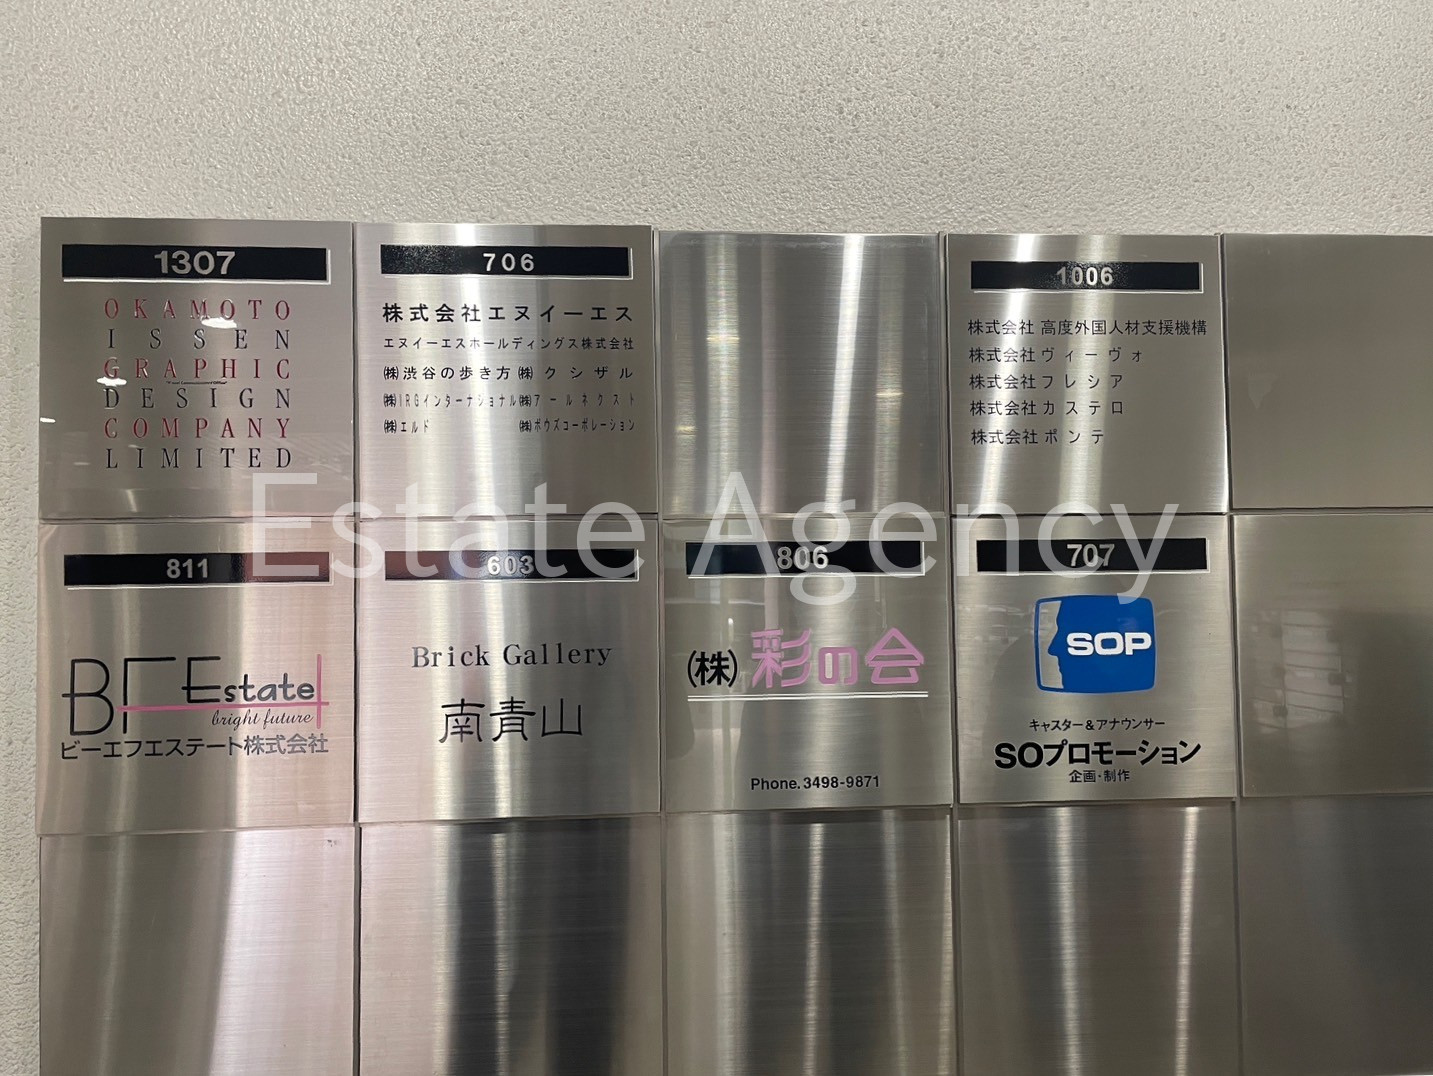 1307
OKAMOTO
ISSEN
GRAPHIC
DESIGN
COMPANY
LIMITED
706
株式会社エヌイーエス
エヌイーエスホールディングス株式会社
㈱渋谷の歩き方 ㈱クシザル
㈱IRGインターナショナル ㈱アールネクスト
㈱エルド ㈱ボウズコーポレーション
1006
株式会社 高度外国人材支援機構
株式会社 ヴィーヴォ
株式会社 フレシア
株式会社 カステロ
株式会社 ポンテ
Estate Agency
811
BF Estate
bright future
ビーエフエステート株式会社
603
Brick Gallery
南青山
806
(株)彩の会
Phone.3498-9871
707
SOP
キャスター&アナウンサー
SOプロモーション
企画・制作